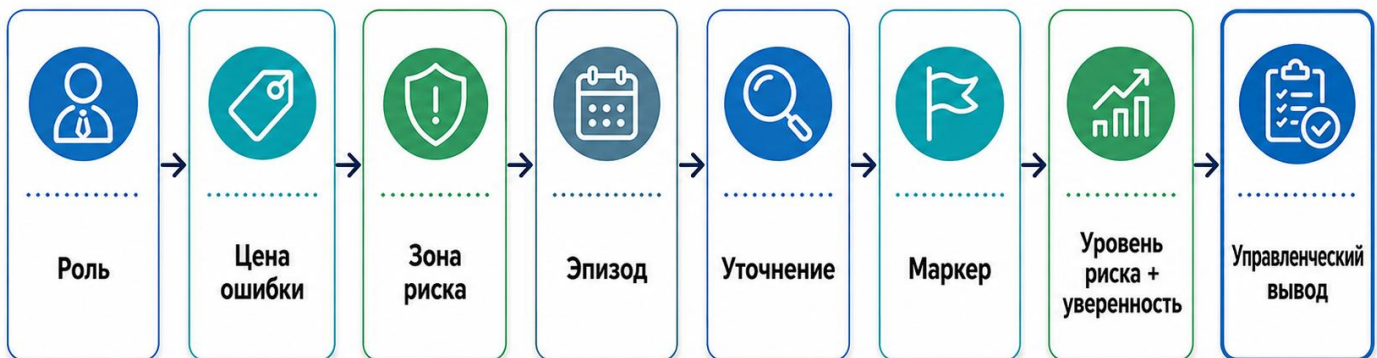 Роль
Цена
ошибки
Зона
риска
Эпизод
Уточнение
Маркер
Уровень
риска +
уверенность
Управленческий
вывод